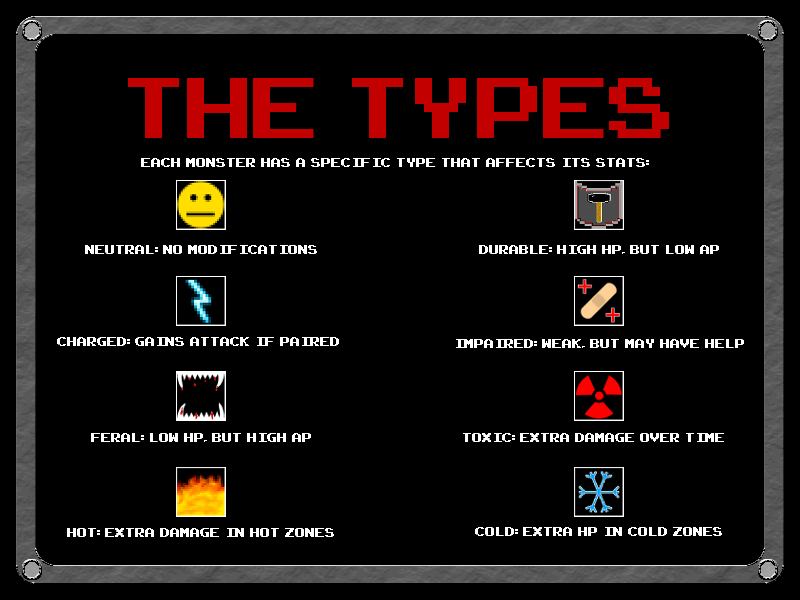 THE TYPES
EACH MONSTER HAS A SPECIFIC TYPE THAT AFFECTS ITS STATS:
NEUTRAL: NO MODIFICATIONS
DURABLE: HIGH HP, BUT LOW AP
CHARGED: GAINS ATTACK IF PAIRED
IMPAIRED: WEAK, BUT MAY HAVE HELP
FERAL: LOW HP, BUT HIGH AP
TOXIC: EXTRA DAMAGE OVER TIME
HOT: EXTRA DAMAGE IN HOT ZONES
COLD: EXTRA HP IN COLD ZONES